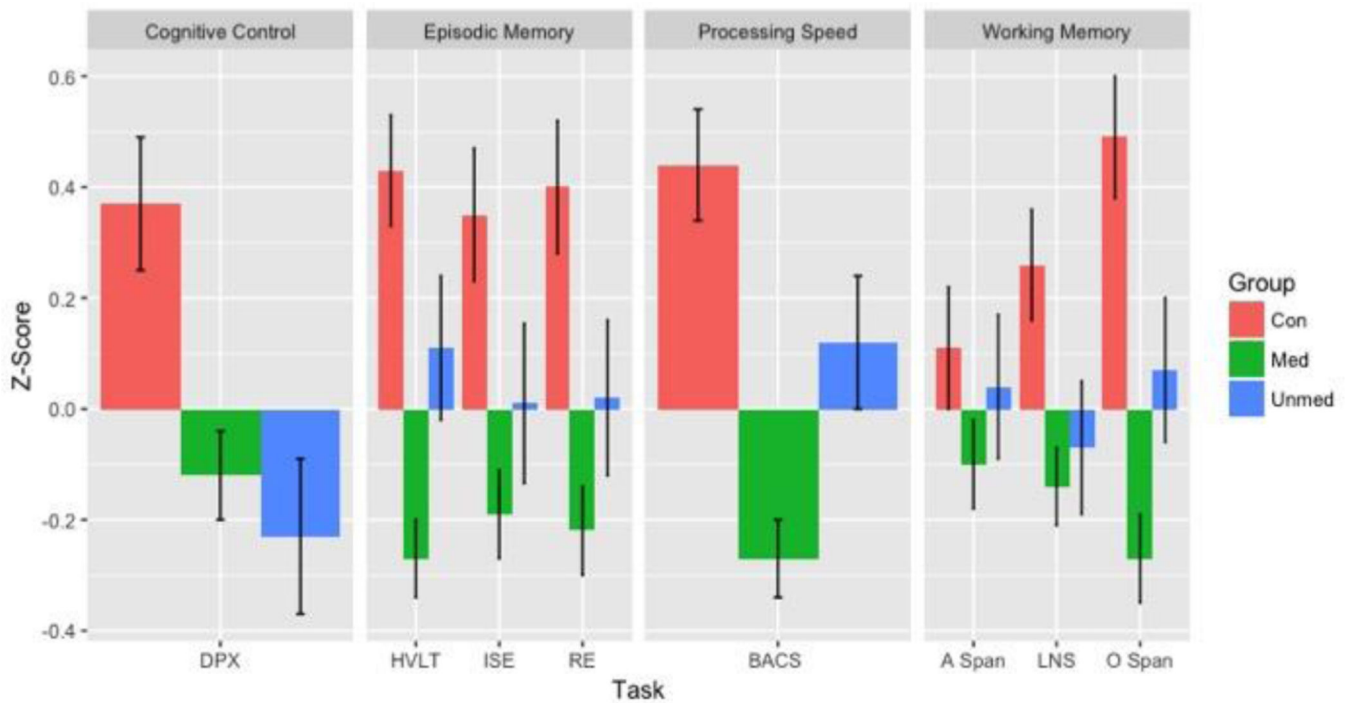 Cognitive Control Episodic Memory Processing Speed Working Memory
0.6
0.4
0.2
0.0
-0.2
-0.4
Z-Score
DPX HVLT ISE RE BACS A Span LNS O Span
Task
Group
Con
Med
Unmed